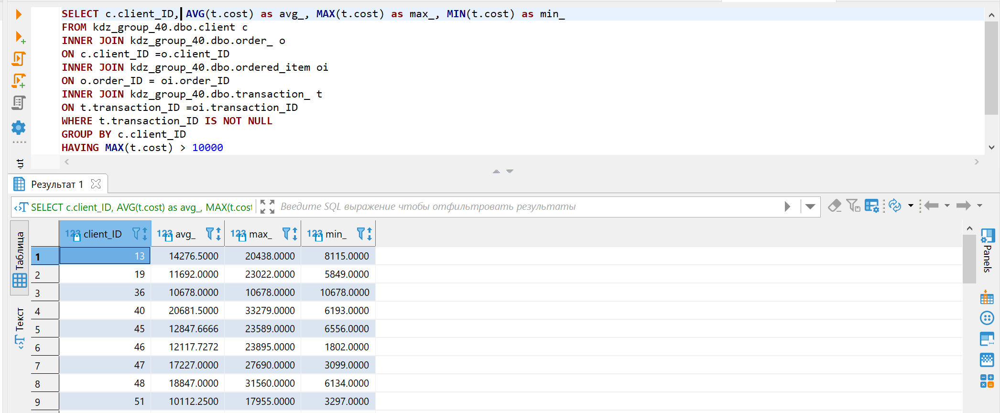 SELECT c.client_ID, AVG(t.cost) as avg_, MAX(t.cost) as max_, MIN(t.cost) as min_
FROM kdz_group_40.dbo.client c
INNER JOIN kdz_group_40.dbo.order_ o
ON c.client_ID =o.client_ID
INNER JOIN kdz_group_40.dbo.ordered_item oi
ON o.order_ID = oi.order_ID
INNER JOIN kdz_group_40.dbo.transaction_ t
ON t.transaction_ID =oi.transaction_ID
WHERE t.transaction_ID IS NOT NULL
GROUP BY c.client_ID
HAVING MAX(t.cost) > 10000
Результат 1
SELECT c.client_ID, AVG(t.cost) as avg_, MAX(t.cost
Введите SQL выражение чтобы отфильтровать результаты
Таблица
Текст
Panels
123 client_ID 123 avg_ 123 max_ 123 min_
1 13 14276.5000 20438.0000 8115.0000
2 19 11692.0000 23022.0000 5849.0000
3 36 10678.0000 10678.0000 10678.0000
4 40 20681.5000 33279.0000 6193.0000
5 45 12847.6666 23589.0000 6556.0000
6 46 12117.7272 23895.0000 1802.0000
7 47 17227.0000 27690.0000 3099.0000
8 48 18847.0000 31560.0000 6134.0000
9 51 10112.2500 17955.0000 3297.0000